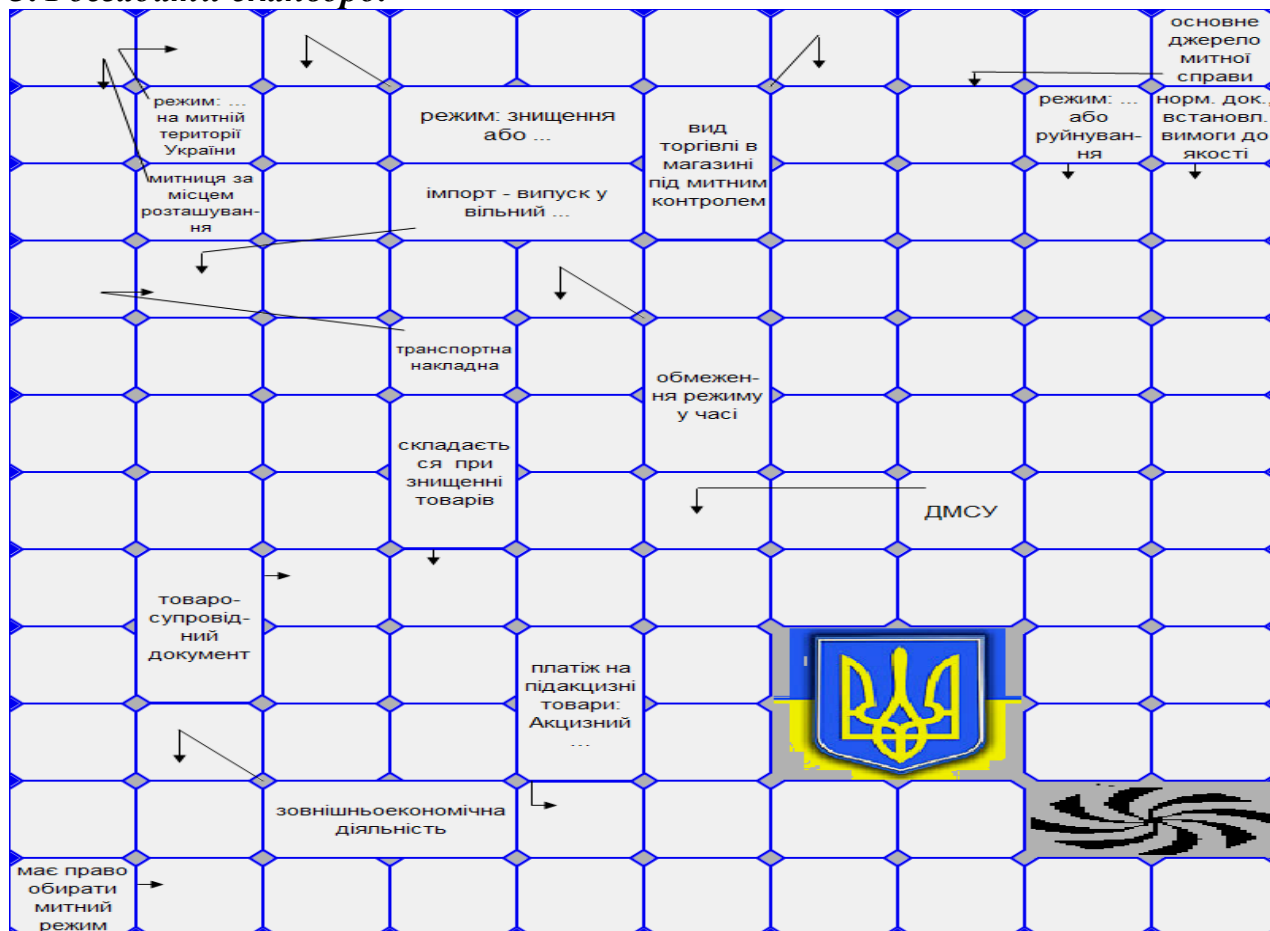 основне
джерело
митної
справи
режим: ...
на митній
території
України
режим: знищення
або ...
вид
торгівлі в
магазині
під митним
контролем
режим: ...
або
руйнуван-
ня
норм. док.,
встановл.
вимоги до
якості
митниця за
місцем
розташуван-
ня
імпорт - випуск у
вільний ...
транспортна
накладна
обмежен-
ня режиму
у часі
складаєть
ся при
знищенні
товарів
ДМСУ
товаро-
супровід-
ний
документ
платіж на
підакцизні
товари:
Акцизний
...
зовнішньоекономічна
діяльність
має право
обирати
митний
режим